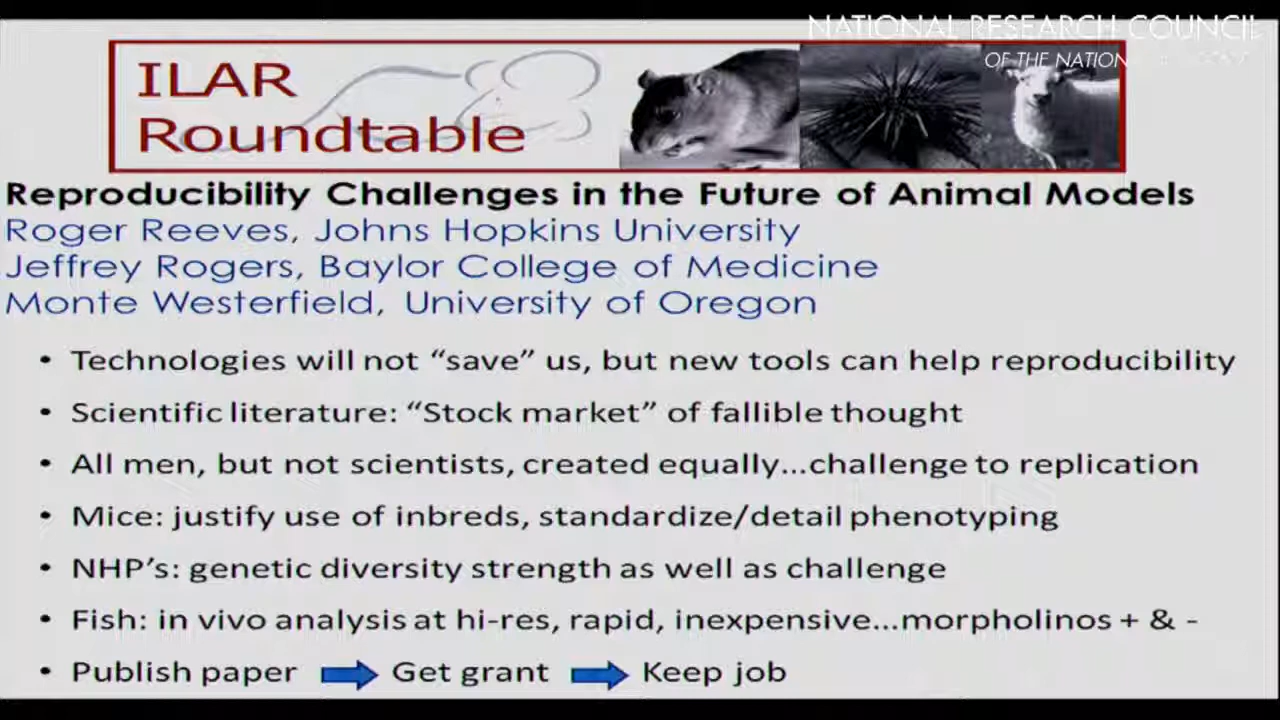 NATIONAL RESEARCH COUNCIL
OF THE NATION
ILAR
Roundtable
Reproducibility Challenges in the Future of Animal Models
Roger Reeves, Johns Hopkins University
Jeffrey Rogers, Baylor College of Medicine
Monte Westerfield, University of Oregon
• Technologies will not “save” us, but new tools can help reproducibility
• Scientific literature: “Stock market” of fallible thought
• All men, but not scientists, created equally...challenge to replication
• Mice: justify use of inbreds, standardize/detail phenotyping
• NHP’s: genetic diversity strength as well as challenge
• Fish: in vivo analysis at hi-res, rapid, inexpensive...morpholinos + & -
• Publish paper Get grant Keep job